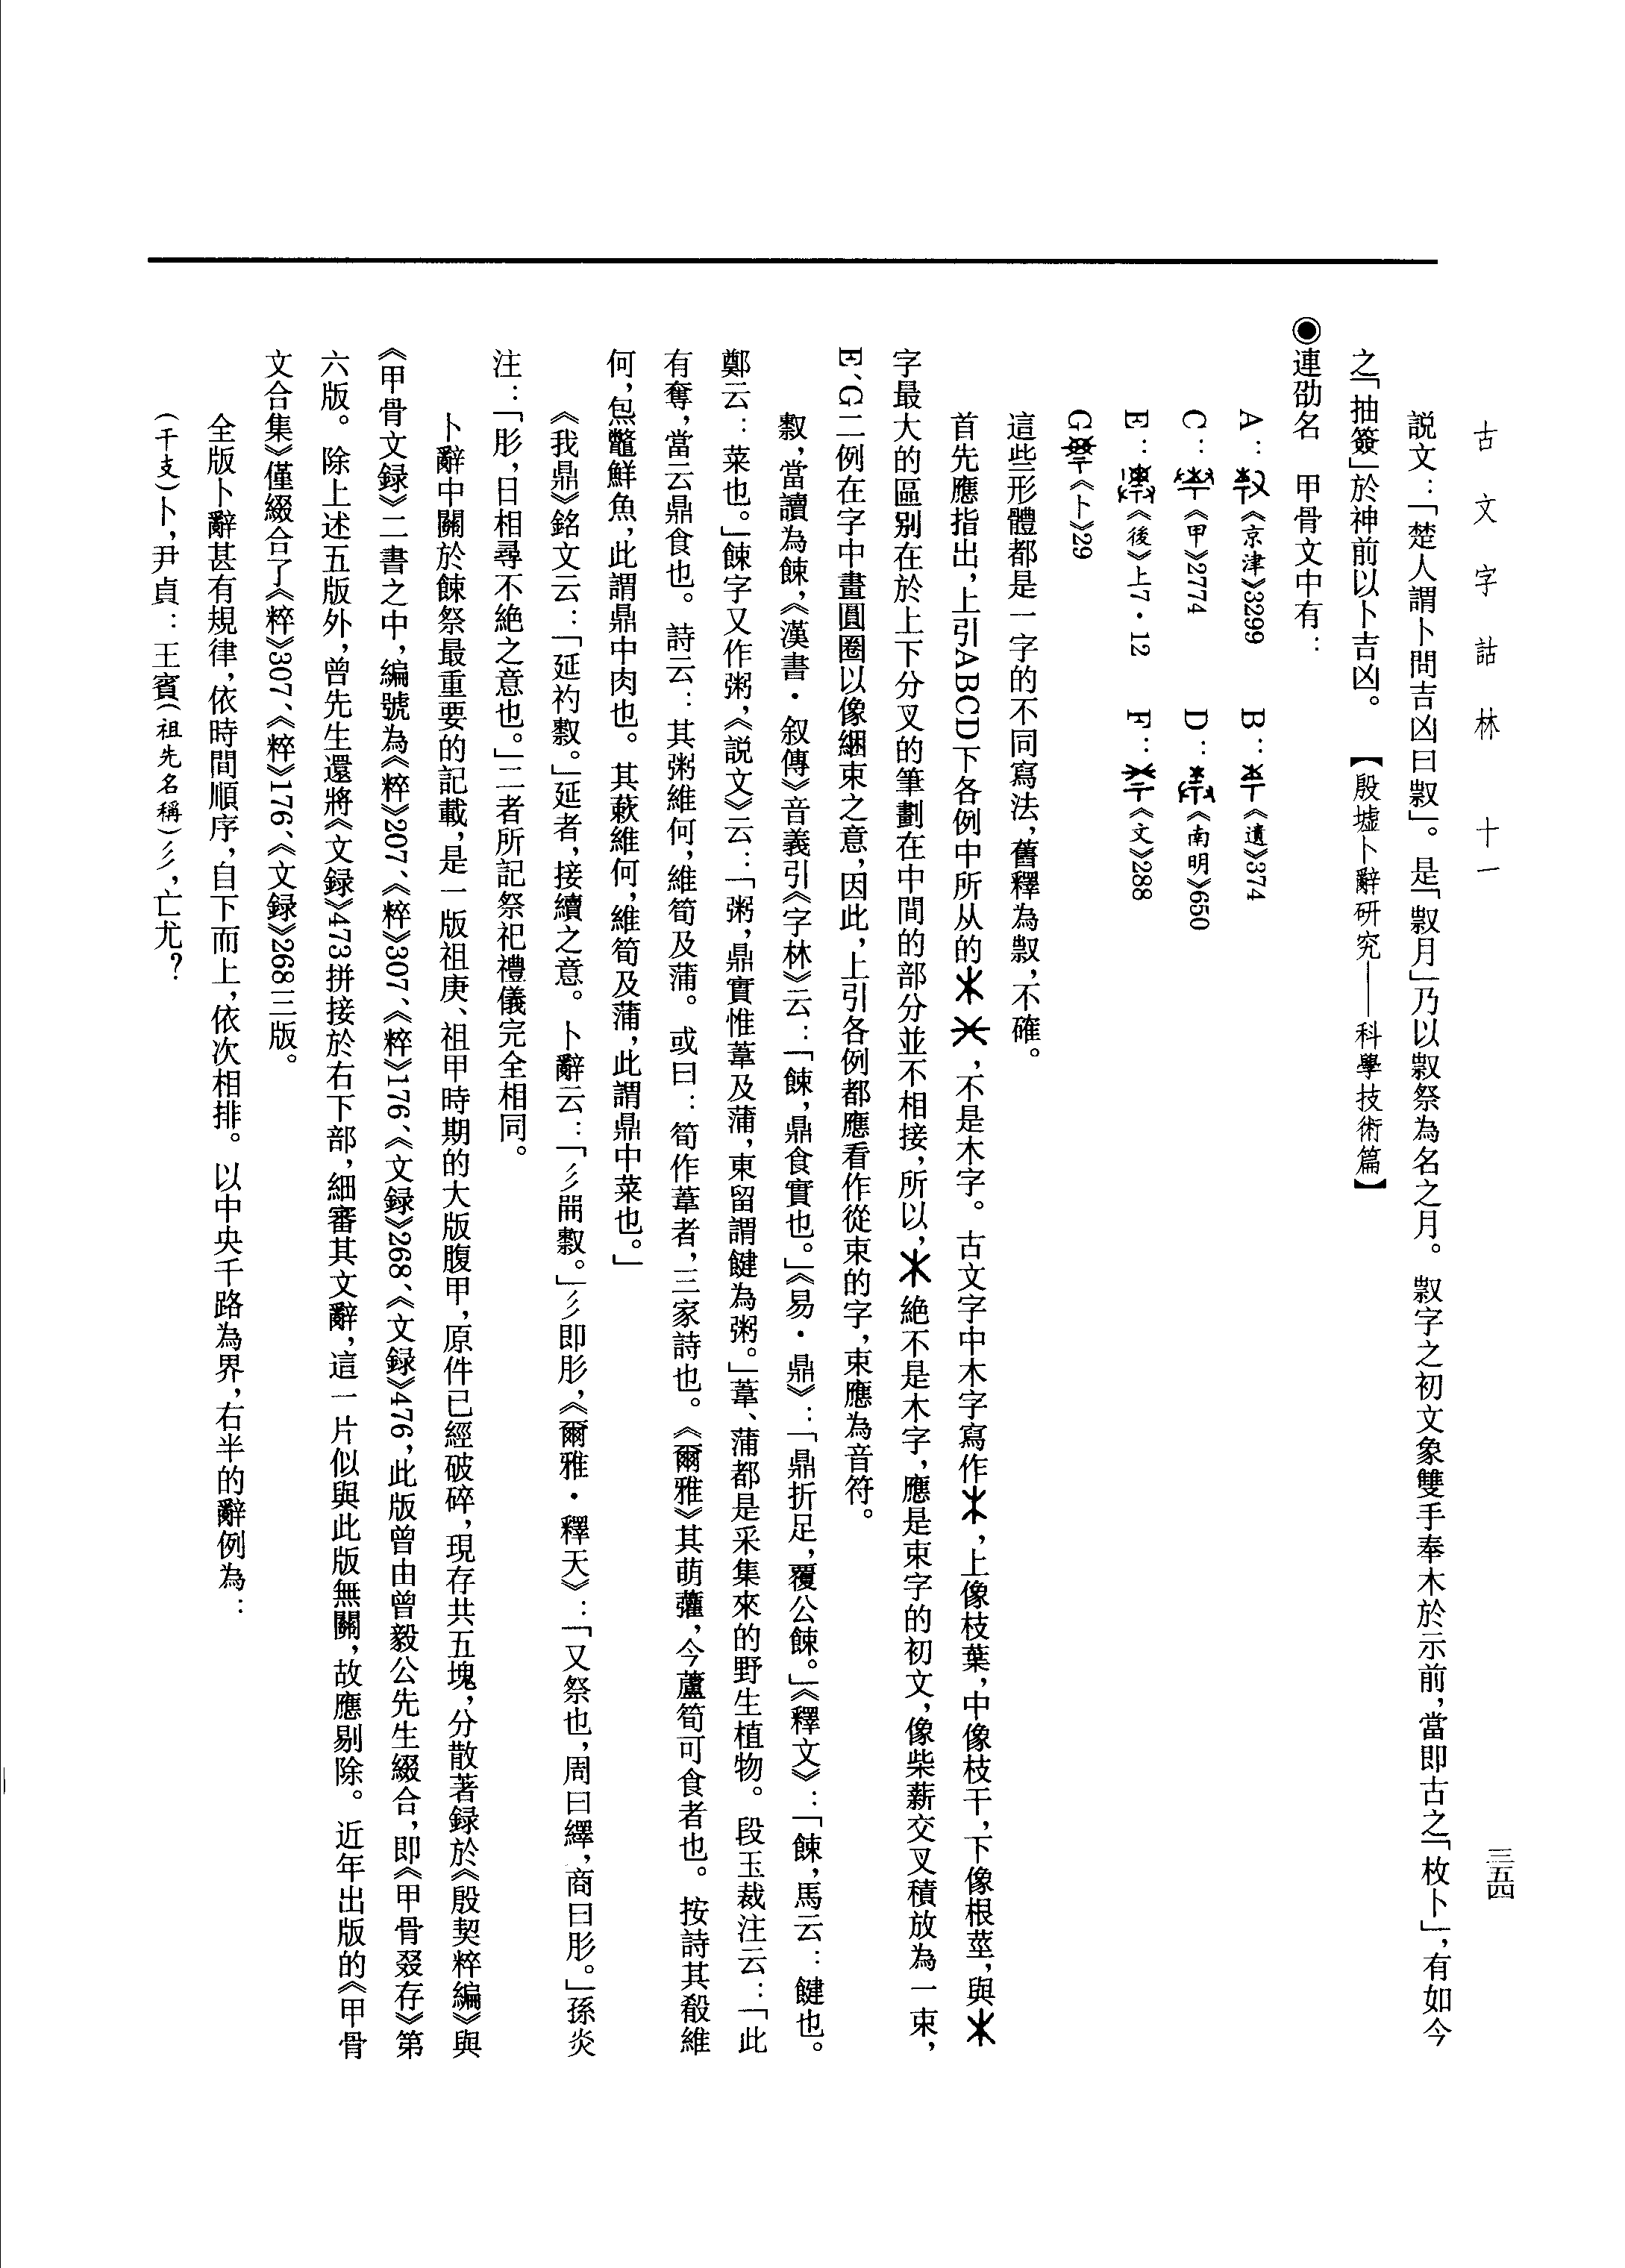 古文字詁林　十一
三五四
説文：「楚人謂卜問吉凶曰𣀈」。是「𣀈月」乃以𣀈祭為名之月。𣀈字之初文象雙手奉木於示前，當即古之「枚卜」，有如今
之「抽簽」於神前以卜吉凶。　【殷墟卜辭研究——科學技術篇】
◉連劭名　甲骨文中有：
A：《京津》3299　B：《遺》374
C：《甲》2774　D：《南明》650
E：《後》上7·12　F：《文》288
G《卜》29
這些形體都是一字的不同寫法，舊釋為𣀈，不確。
首先應指出，上引ABCD下各例中所从的，不是木字。古文字中木字寫作，上像枝葉，中像枝干，下像根莖，與
字最大的區别在於上下分叉的筆劃在中間的部分並不相接，所以，絕不是木字，應是束字的初文，像柴薪交叉積放為一束，
E、G二例在字中畫圓圈以像綑束之意，因此，上引各例都應看作從束的字，束應為音符。
𣀈，當讀為餗，《漢書·叙傳》音義引《字林》云：「餗，鼎食實也。」《易·鼎》：「鼎折足，覆公餗。」《釋文》：「餗，馬云：鍵也。
鄭云：菜也。」餗字又作粥，《説文》云：「粥，鼎實惟葦及蒲，東留謂鍵為粥。」葦、蒲都是采集來的野生植物。段玉裁注云：「此
有奪，當云鼎食也。詩云：其粥維何，維筍及蒲。或曰：筍作葦者，三家詩也。《爾雅》其萌虇，今蘆筍可食者也。按詩其殽維
何，炰鼈鮮魚，此謂鼎中肉也。其蔌維何，維筍及蒲，此謂鼎中菜也。」
《我鼎》銘文云：「延礿𣀈。」延者，接續之意。卜辭云：「彡𣀈。」彡即肜，《爾雅·釋天》：「又祭也，周曰繹，商曰肜。」孫炎
注：「肜，日相尋不絶之意也。」二者所記祭祀禮儀完全相同。
卜辭中關於餗祭最重要的記載，是一版祖庚、祖甲時期的大版腹甲，原件已經破碎，現存共五塊，分散著録於《殷契粹編》與
《甲骨文録》二書之中，編號為《粹》207、《粹》307、《粹》176、《文録》268、《文録》476，此版曾由曾毅公先生綴合，即《甲骨叕存》第
六版。除上述五版外，曾先生還將《文録》473拼接於右下部，細審其文辭，這一片似與此版無關，故應剔除。近年出版的《甲骨
文合集》僅綴合了《粹》307、《粹》176、《文録》268三版。
全版卜辭甚有規律，依時間順序，自下而上，依次相排。以中央千路為界，右半的辭例為：
（干支）卜，尹貞：王賓（祖先名稱）彡，亡尤？